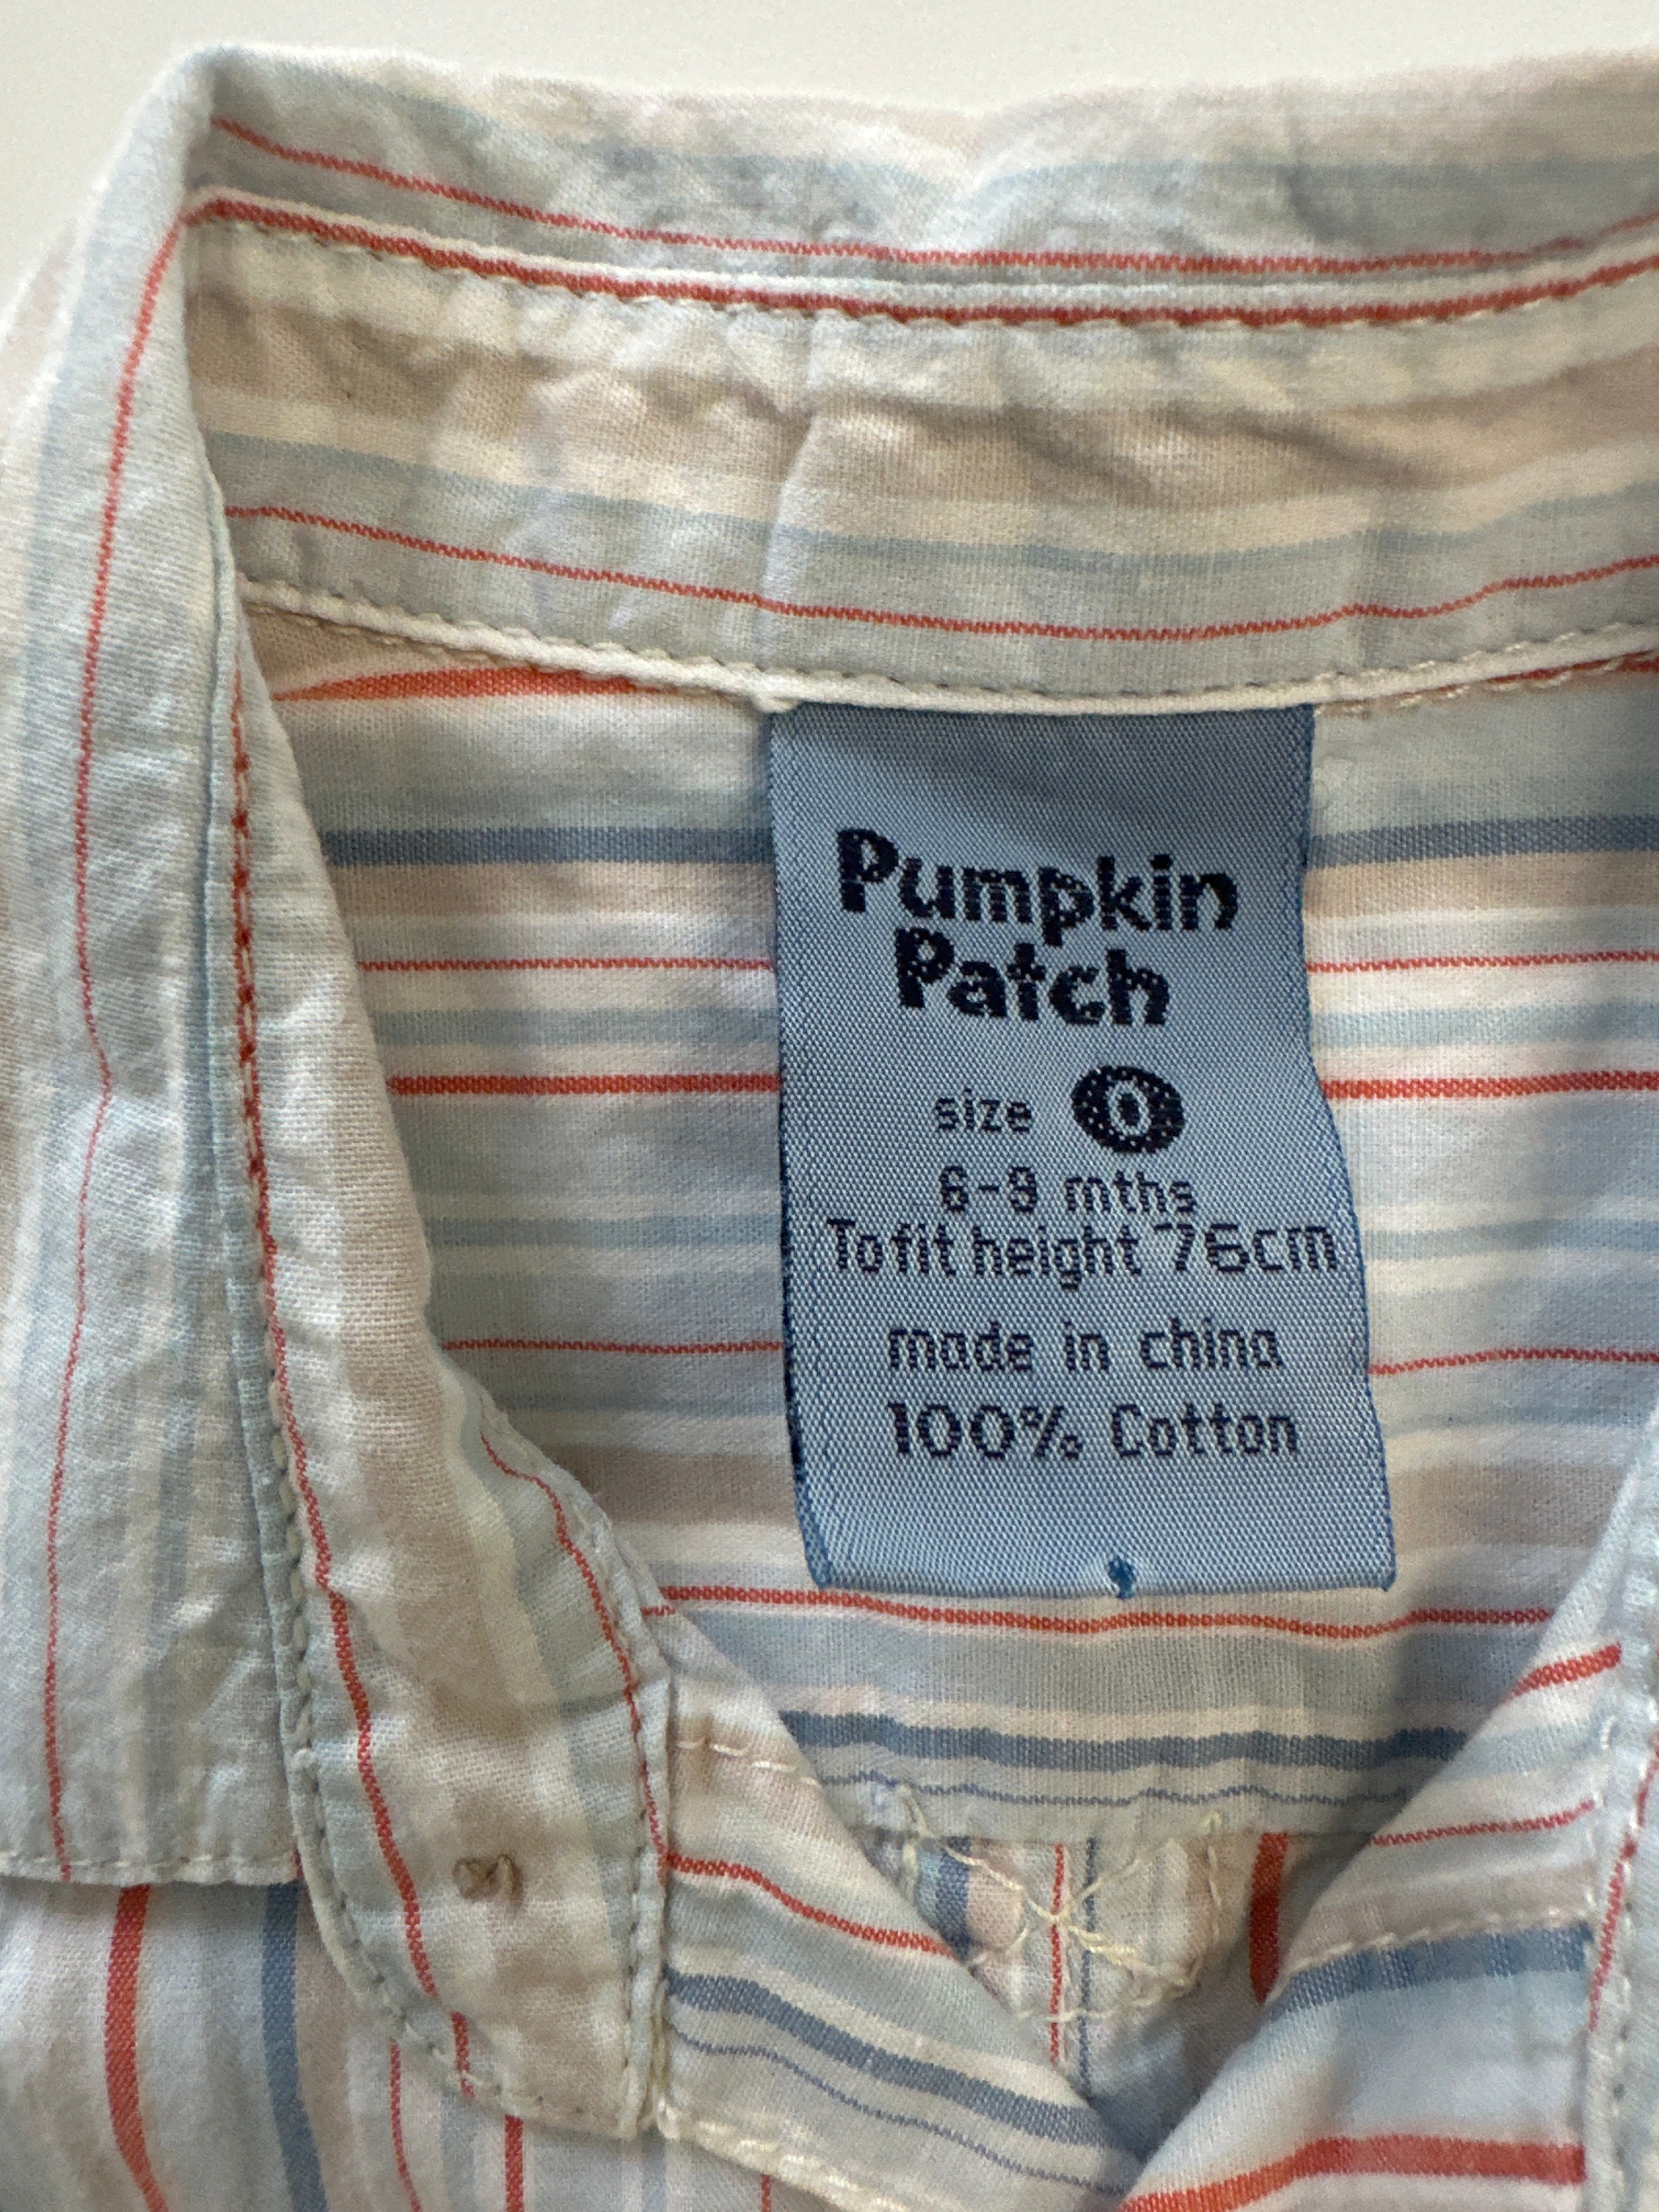 Pumpkin
Patch
size 0
6-9 mths
To fit height 76cm
made in china
100% Cotton